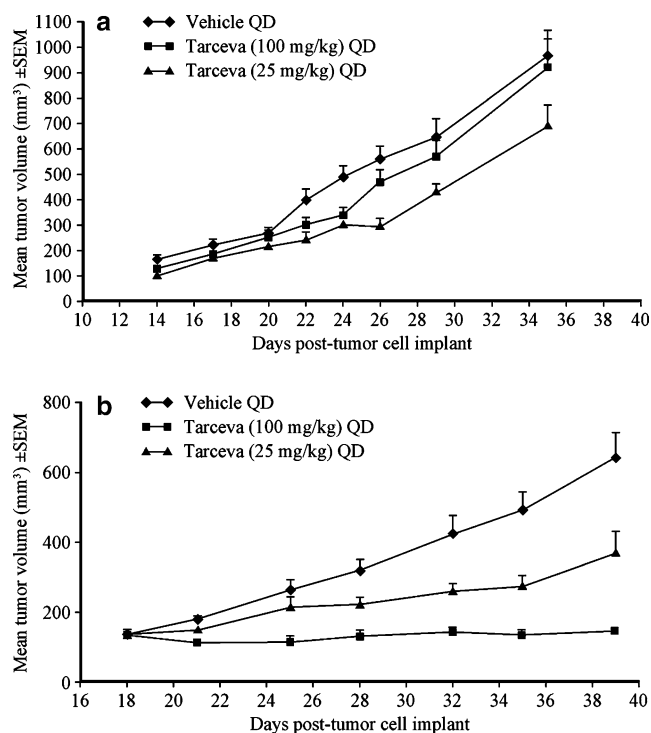 a
Vehicle QD
Tarceva (100 mg/kg) QD
Tarceva (25 mg/kg) QD
Mean tumor volume (mm³) ±SEM
1100
1000
900
800
700
600
500
400
300
200
100
0
10 12 14 16 18 20 22 24 26 28 30 32 34 36 38 40
Days post-tumor cell implant
b
Vehicle QD
Tarceva (100 mg/kg) QD
Tarceva (25 mg/kg) QD
Mean tumor volume (mm³) ±SEM
800
600
400
200
0
16 18 20 22 24 26 28 30 32 34 36 38 40
Days post-tumor cell implant